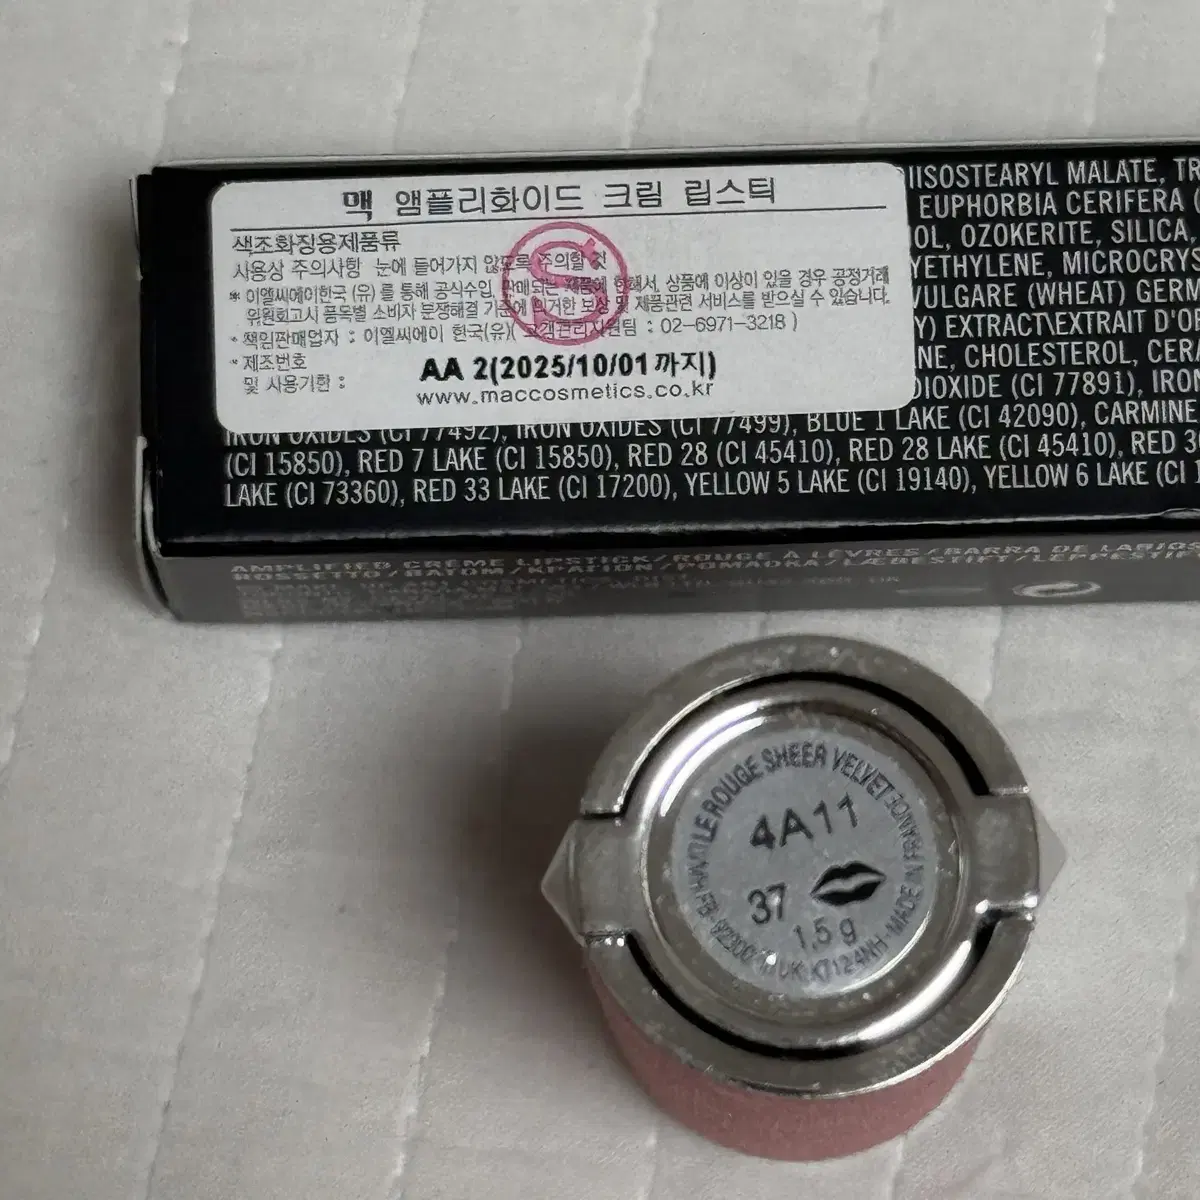 맥 앰플리화이드 크림 립스틱
색조화장용제품류
사용상 주의사항 눈에 들어가지 않도록 주의할 것
* 이엘씨에이한국 (유) 를 통해 공식수입, 판매되는 제품에 한해서, 상품에 이상이 있을 경우 공정거래
위원회고시 품목별 소비자 분쟁해결 기준에 의거한 보상 및 제품관련 서비스를 받으실 수 있습니다.
* 책임판매업자 : 이엘씨에이 한국(유)( 고객관리지원팀 : 02-6971-3218 )
* 제조번호
및 사용기한 : AA 2(2025/10/01까지)
www.maccosmetics.co.kr
IISOSTEARYL MALATE, TR
EUPHORBIA CERIFERA
OL, OZOKERITE, SILICA,
YETHYLENE, MICROCRYS
VULGARE (WHEAT) GERM
Y) EXTRACT\EXTRAIT D'OR
NE, CHOLESTEROL, CERA
DIOXIDE (CI 77891), IRON
IRON OXIDES (CI 77492), IRON OXIDES (CI 77499), BLUE 1 LAKE (CI 42090), CARMINE
(CI 15850), RED 7 LAKE (CI 15850), RED 28 (CI 45410), RED 28 LAKE (CI 45410), RED 3
LAKE (CI 73360), RED 33 LAKE (CI 17200), YELLOW 5 LAKE (CI 19140), YELLOW 6 LAKE (CI 1
AMPLIFIED CRÈME LIPSTICK/ROUGE À LÈVRES/BARRA DE LABIOS
ROSSETTO/BATOM/ΚΡΑΓΙΟΝ/POMADKA/LÆBESTIFT/LEPPESTIF
LE ROUGE SHEER VELVET
4A11
37
1,5 g
MADE IN FRANCE